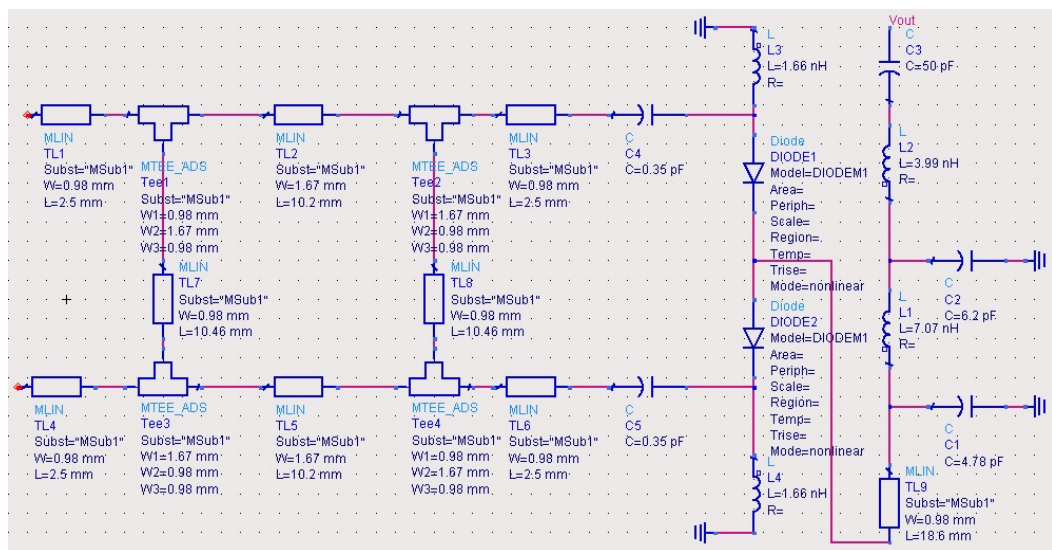 Vout
C
C3
C=50 pF
L
L3
L=1.66 nH
R=
MLIN
TL1
Subst="MSub1"
W=0.98 mm
L=2.5 mm
MTEE_ADS
Tee1
Subst="MSub1"
W1=0.98 mm
W2=1.67 mm
W3=0.98 mm
MLIN
TL2
Subst="MSub1"
W=1.67 mm
L=10.2 mm
MTEE_ADS
Tee2
Subst="MSub1"
W1=1.67 mm
W2=0.98 mm
W3=0.98 mm
MLIN
TL3
Subst="MSub1"
W=0.98 mm
L=2.5 mm
C
C4
C=0.35 pF
Diode
DIODE1
Model=DIODEM1
Area=
Periph=
Scale=
Region=
Temp=
Trise=
Mode=nonlinear
L
L2
L=3.99 nH
R=
MLIN
TL7
Subst="MSub1"
W=0.98 mm
L=10.46 mm
MLIN
TL8
Subst="MSub1"
W=0.98 mm
L=10.46 mm
C
C2
C=6.2 pF
L
L1
L=7.07 nH
R=
Diode
DIODE2
Model=DIODEM1
Area=
Periph=
Scale=
Region=
Temp=
Trise=
Mode=nonlinear
MLIN
TL4
Subst="MSub1"
W=0.98 mm
L=2.5 mm
MTEE_ADS
Tee3
Subst="MSub1"
W1=1.67 mm
W2=0.98 mm
W3=0.98 mm
MLIN
TL5
Subst="MSub1"
W=1.67 mm
L=10.2 mm
MTEE_ADS
Tee4
Subst="MSub1"
W1=0.98 mm
W2=1.67 mm
W3=0.98 mm
MLIN
TL6
Subst="MSub1"
W=0.98 mm
L=2.5 mm
C
C5
C=0.35 pF
C
C1
C=4.78 pF
L
L4
L=1.66 nH
R=
MLIN
TL9
Subst="MSub1"
W=0.98 mm
L=18.6 mm